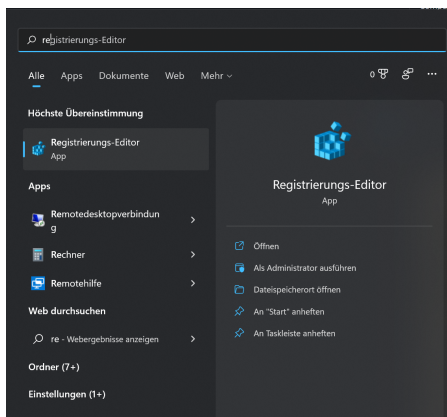 registrierungs-Editor
Alle Apps Dokumente Web Mehr 0
Höchste Übereinstimmung
Registrierungs-Editor
App
Apps
Remotedesktopverbindun
g
Rechner
Remotehilfe
Web durchsuchen
re - Webergebnisse anzeigen
Ordner (7+)
Einstellungen (1+)
Registrierungs-Editor
App
Öffnen
Als Administrator ausführen
Dateispeicherort öffnen
An "Start" anheften
An Taskleiste anheften